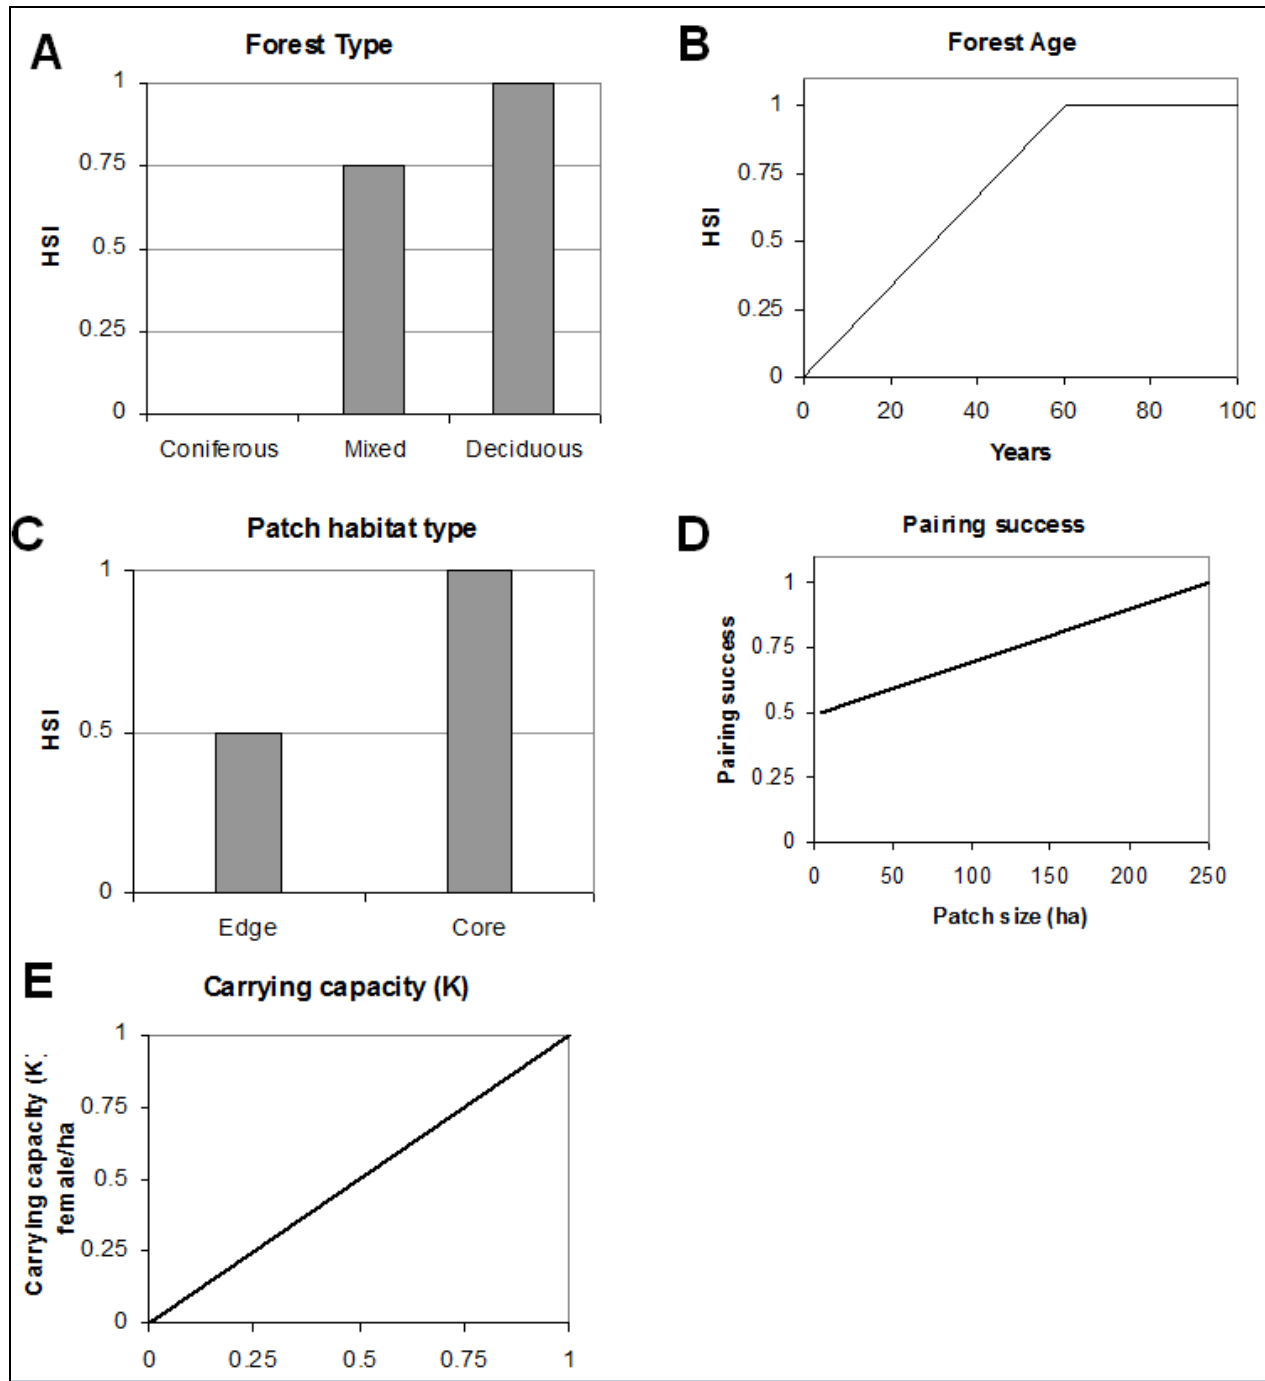 A
Forest Type
1
0.75
0.5
0.25
0
HSI
Coniferous Mixed Deciduous
B
Forest Age
1
0.75
0.5
0.25
0
HSI
0 20 40 60 80 100
Years
C
Patch habitat type
1
0.5
0
HSI
Edge Core
D
Pairing success
1
0.75
0.5
0.25
0
Pairing success
0 50 100 150 200 250
Patch size (ha)
E
Carrying capacity (K)
1
0.75
0.5
0.25
0
Carrying capacity (K
female/ha
0 0.25 0.5 0.75 1